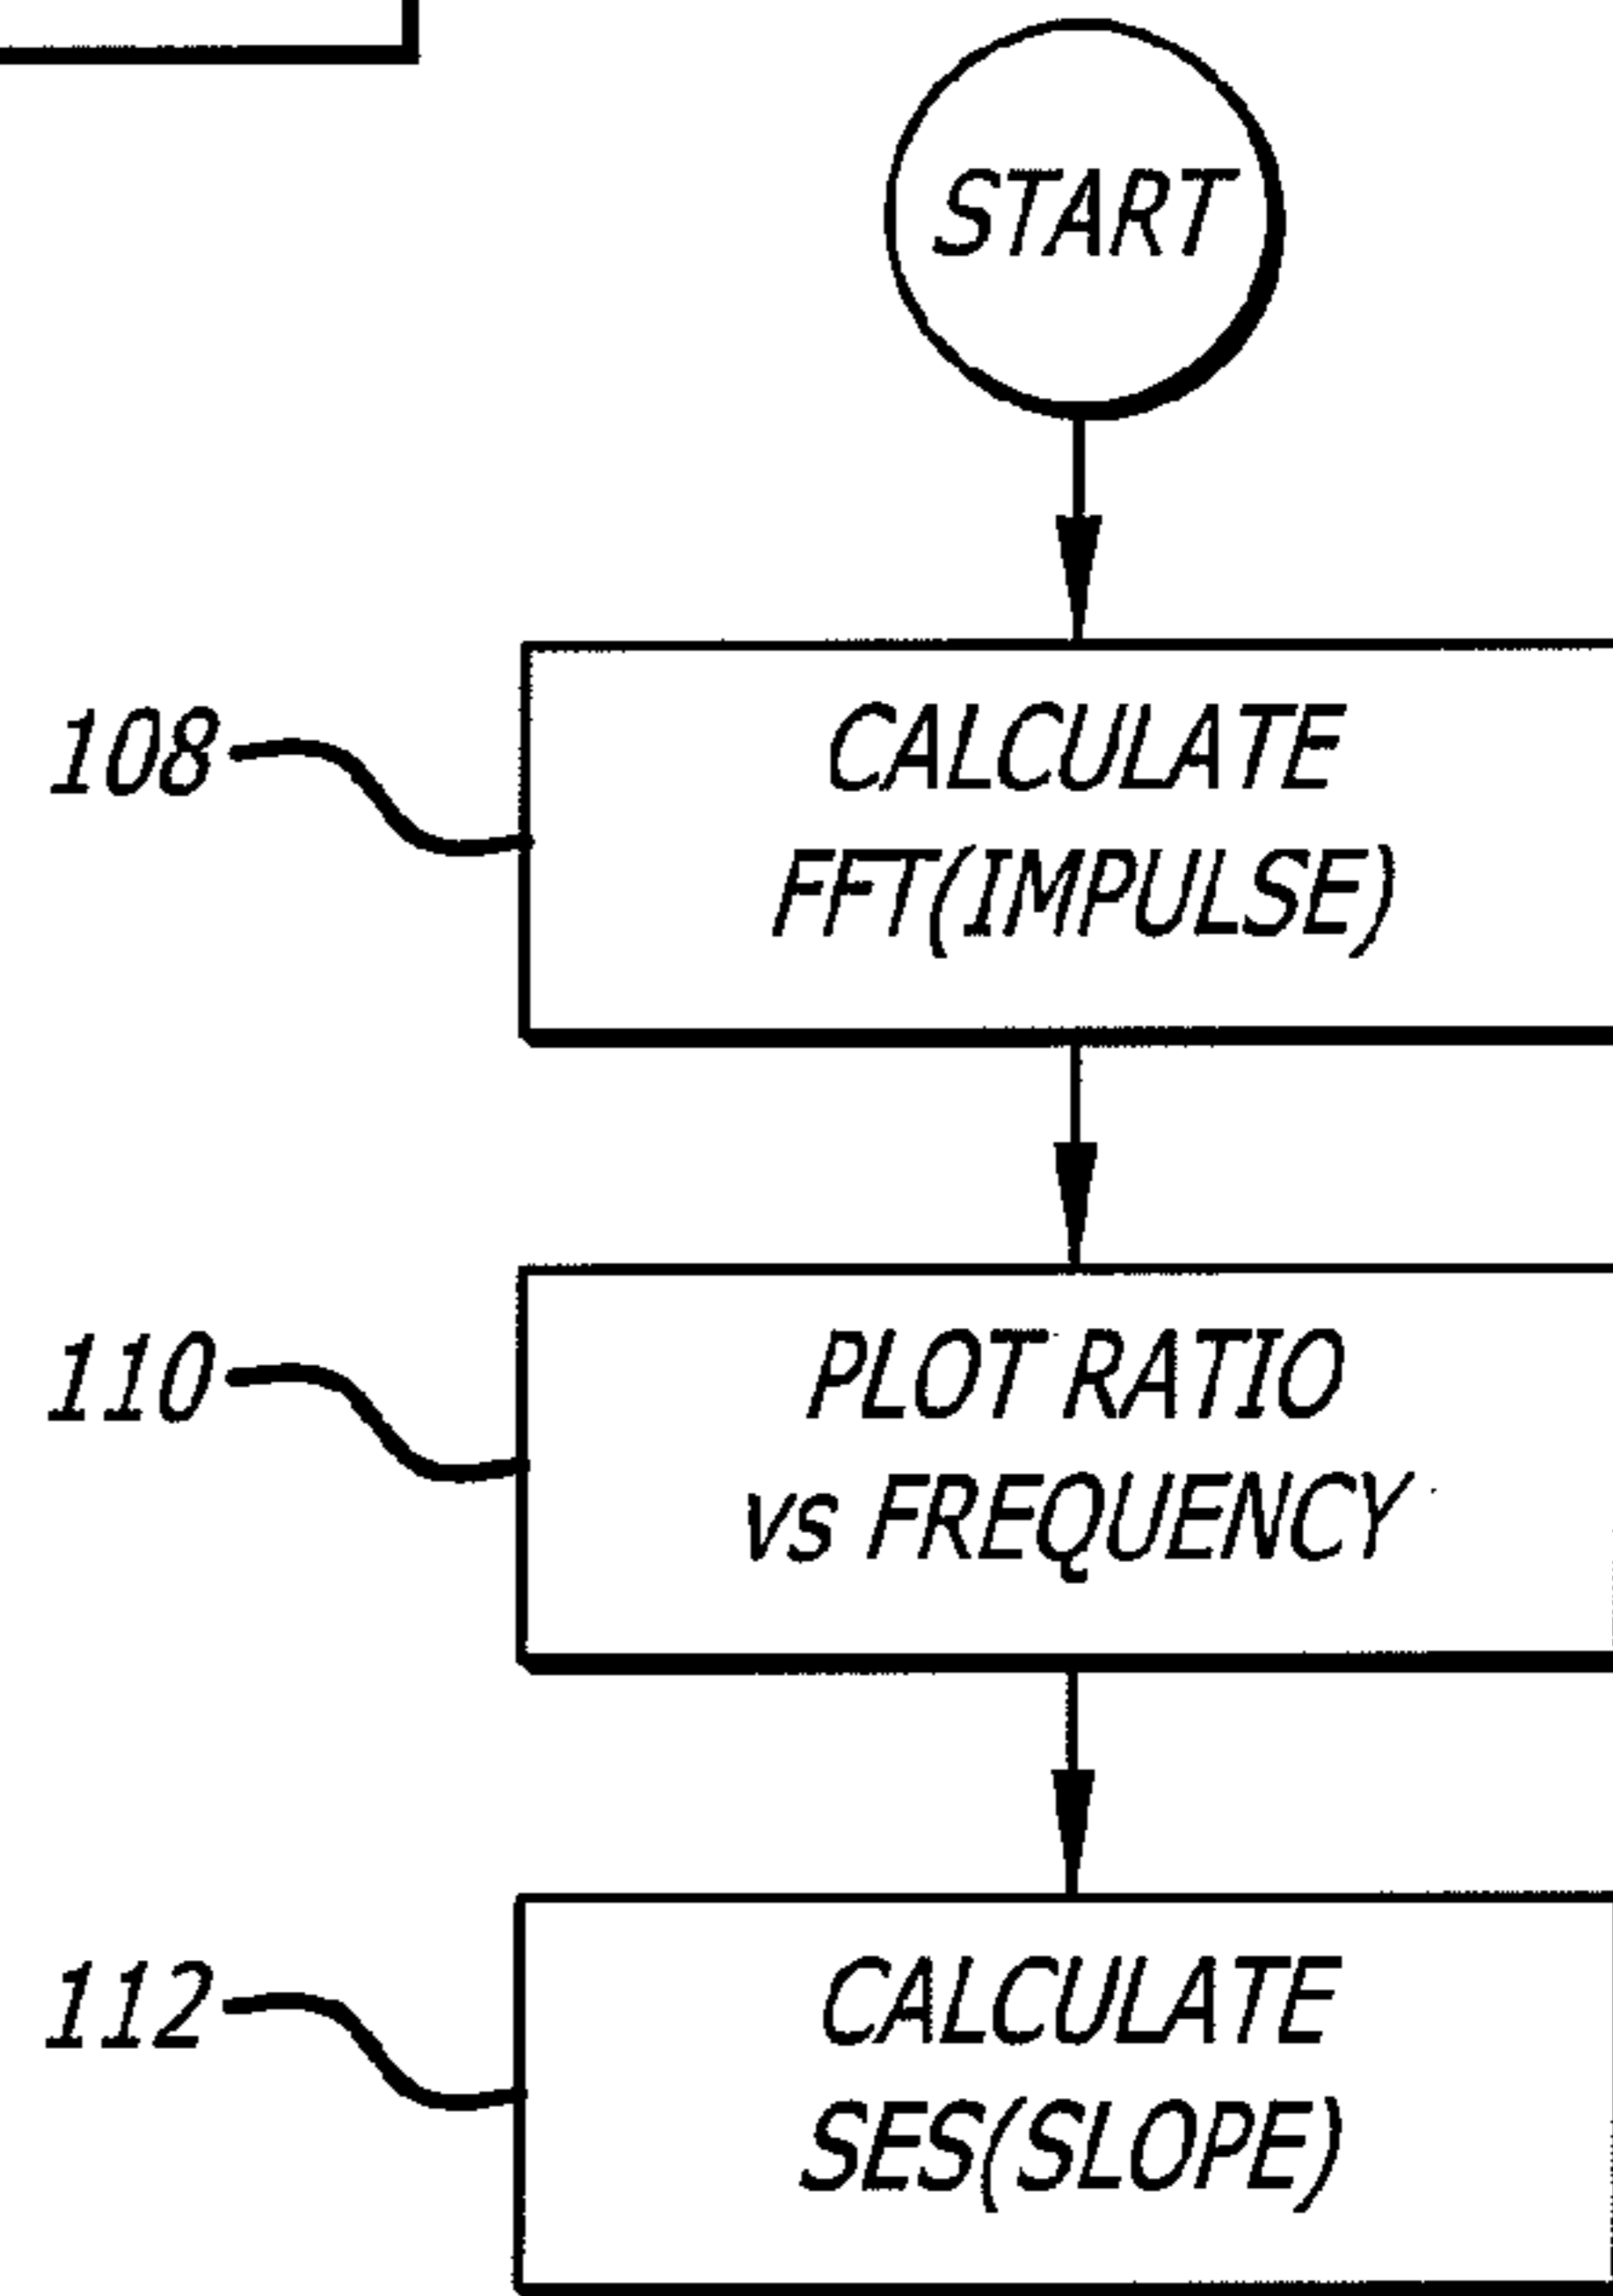 START
108
CALCULATE
FFT(IMPULSE)
110
PLOT RATIO
vs FREQUENCY
112
CALCULATE
SES(SLOPE)